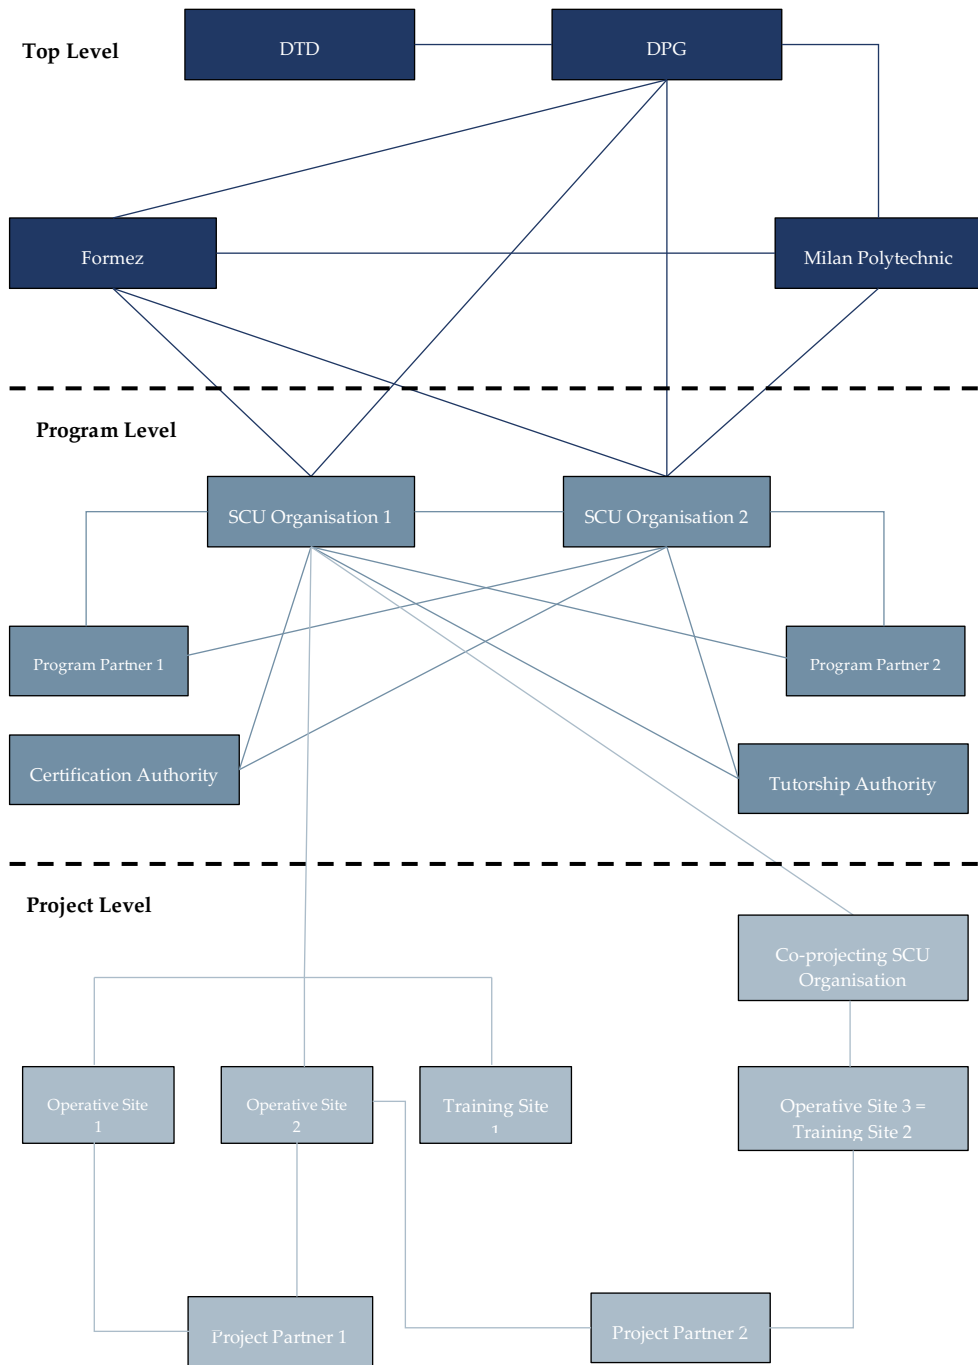 Top Level
DTD
DPG
Formez
Milan Polytechnic
Program Level
SCU Organisation 1
SCU Organisation 2
Program Partner 1
Program Partner 2
Certification Authority
Tutorship Authority
Project Level
Co-projecting SCU
Organisation
Operative Site
1
Operative Site
2
Training Site
1
Operative Site 3 =
Training Site 2
Project Partner 1
Project Partner 2